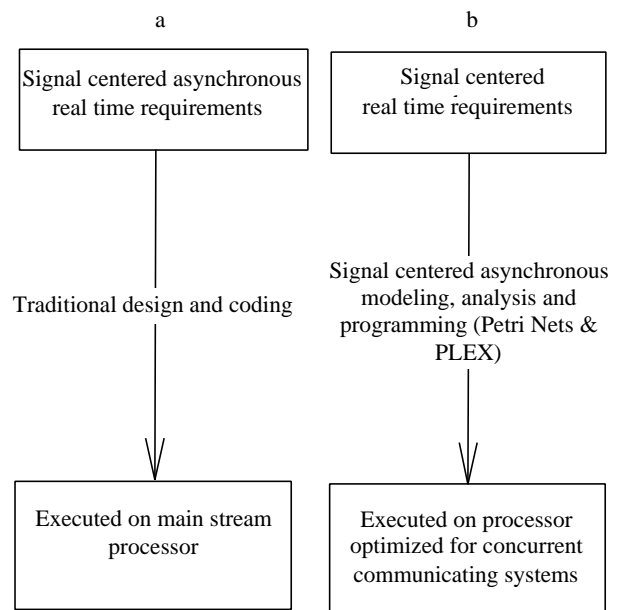 a
Signal centered asynchronous
real time requirements
Traditional design and coding
Executed on main stream
processor
b
Signal centered
real time requirements
Signal centered asynchronous
modeling, analysis and
programming (Petri Nets &
PLEX)
Executed on processor
optimized for concurrent
communicating systems